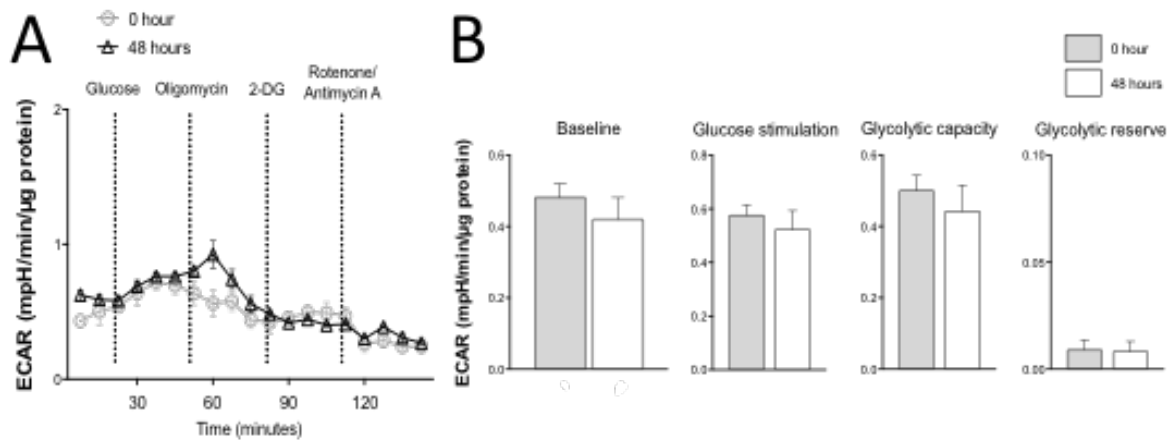 A
0 hour
48 hours
Glucose Oligomycin 2-DG Rotenone/
Antimycin A
ECAR (mpH/min/µg protein)
2
1
0
30 60 90 120
Time (minutes)
B
0 hour
48 hours
ECAR (mpH/min/µg protein)
Baseline
0.6
0.4
0.2
0.0
Glucose stimulation
0.8
0.6
0.4
0.2
0.0
Glycolytic capacity
0.6
0.4
0.2
0.0
Glycolytic reserve
0.10
0.05
0.00